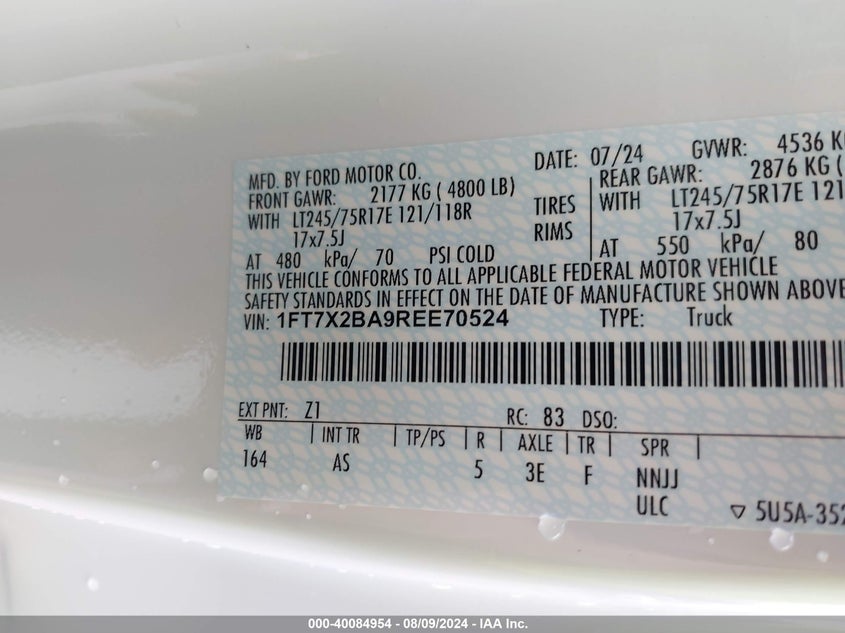 MFD. BY FORD MOTOR CO. DATE: 07/24 GVWR: 4536 KG
FRONT GAWR: 2177 KG ( 4800 LB) REAR GAWR: 2876 KG (
WITH LT245/75R17E 121/118R TIRES WITH LT245/75R17E 121
17x7.5J RIMS 17x7.5J
AT 480 kPa/ 70 PSI COLD AT 550 kPa/ 80
THIS VEHICLE CONFORMS TO ALL APPLICABLE FEDERAL MOTOR VEHICLE
SAFETY STANDARDS IN EFFECT ON THE DATE OF MANUFACTURE SHOWN ABOVE
VIN: 1FT7X2BA9REE70524 TYPE: Truck
EXT PNT: Z1 RC: 83 DSO:
WB INT TR TP/PS R AXLE TR SPR
164 AS 5 3E F NNJJ
ULC 5U5A-352
000-40084954 - 08/09/2024 - IAA Inc.